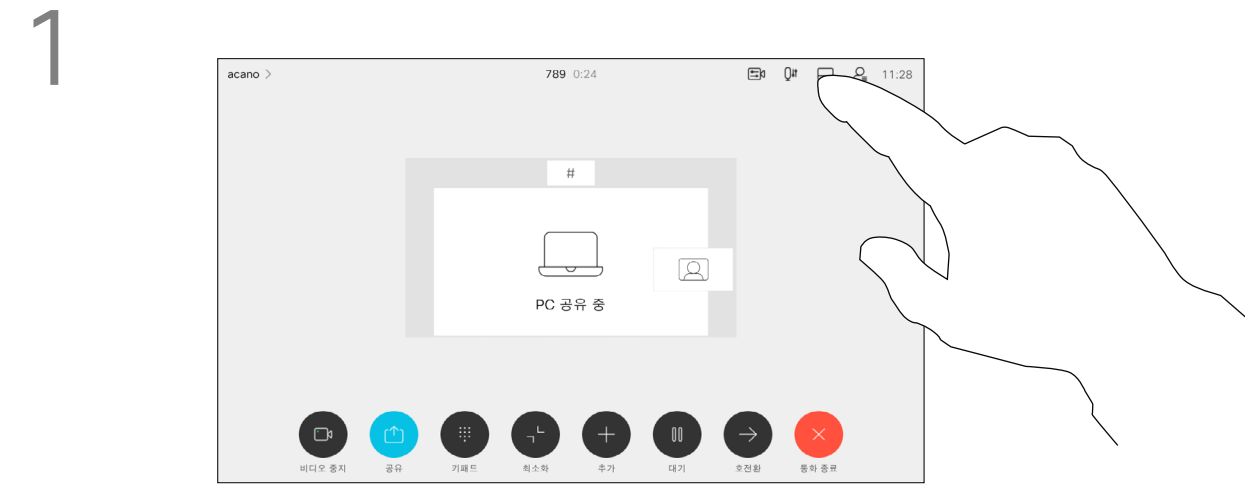 1
acano >
789 0:24
11:28
#
PC 공유 중
비디오 중지
공유
키패드
최소화
추가
대기
호전환
통화 종료